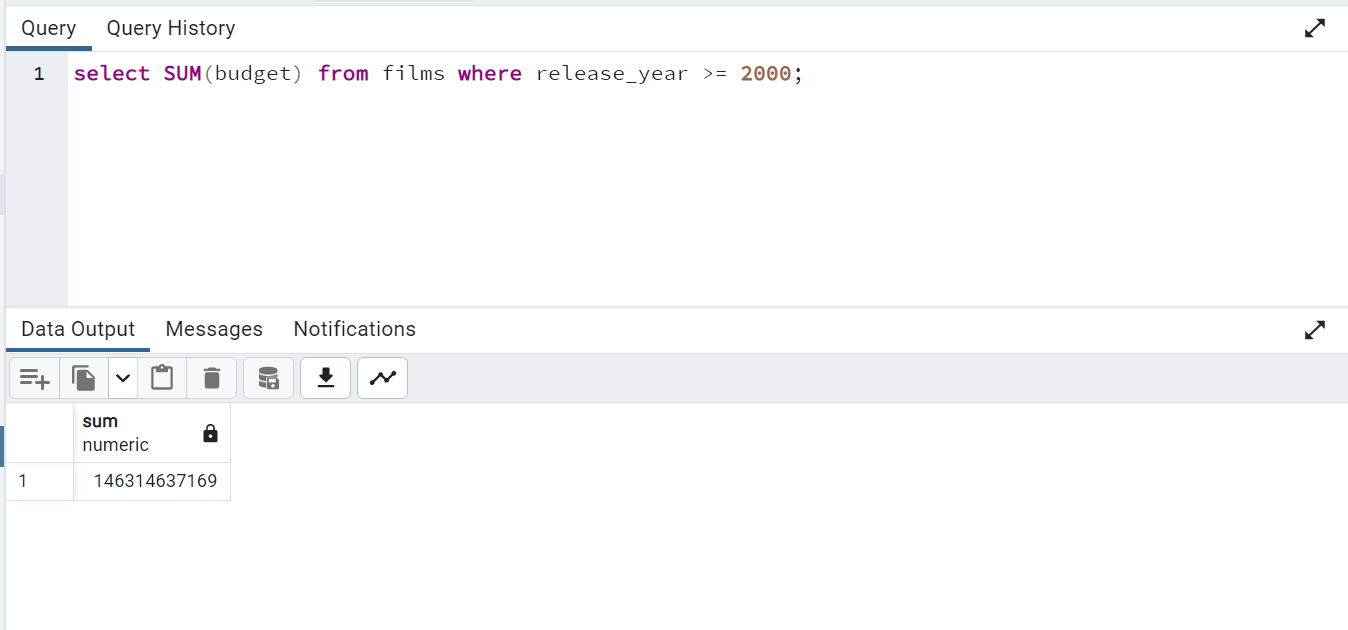 Query Query History
1 select SUM(budget) from films where release_year >= 2000;
Data Output Messages Notifications
sum
numeric
1 146314637169